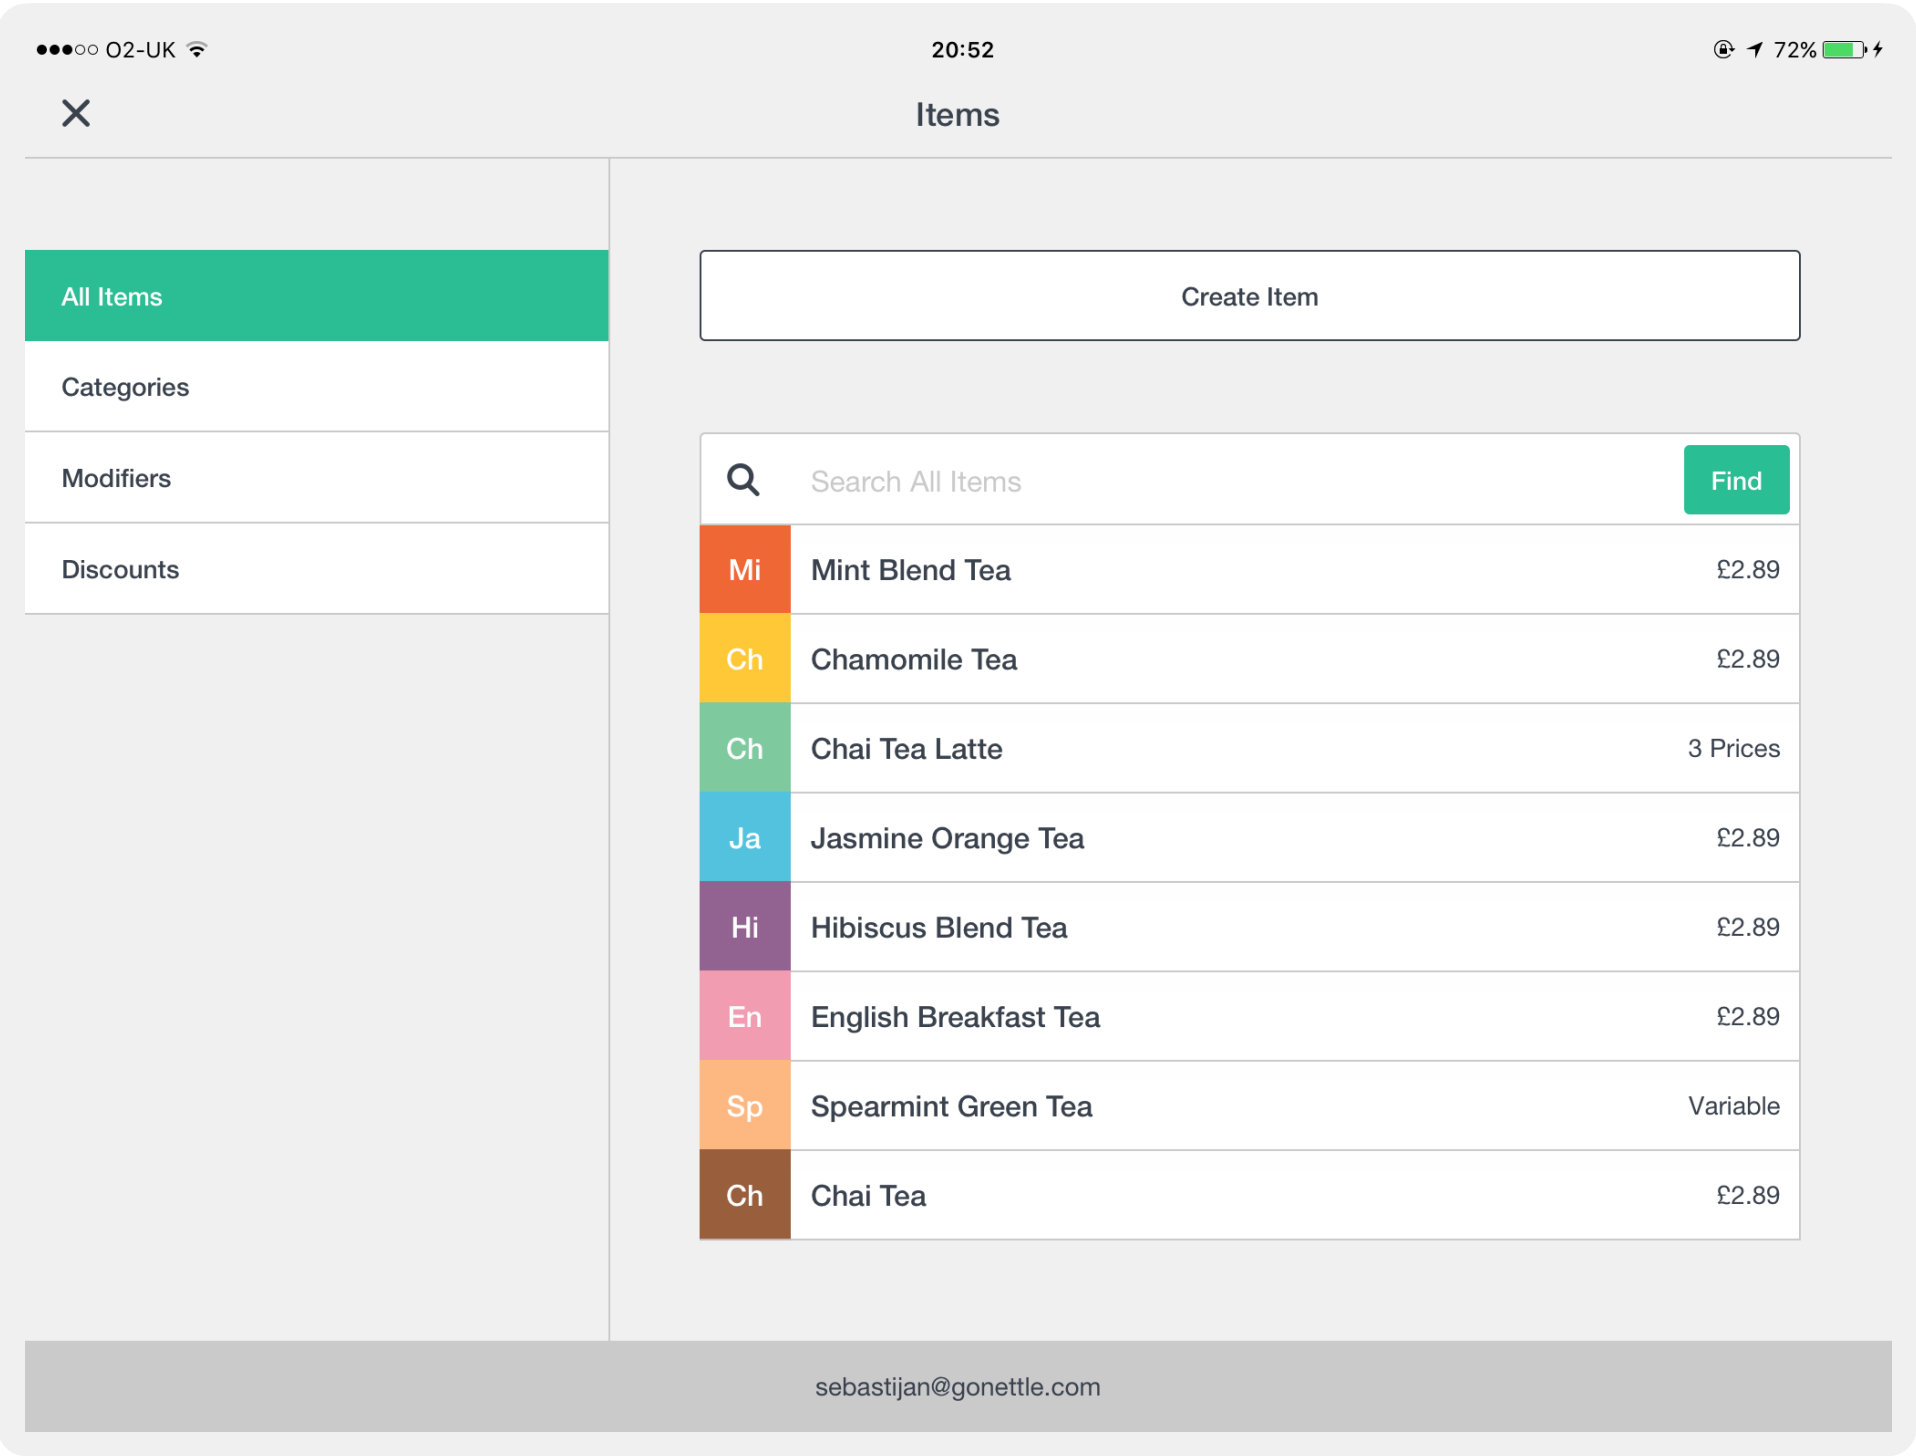 O2-UK 20:52 72%
Items
All Items
Categories
Modifiers
Discounts
Create Item
Search All Items Find
Mi Mint Blend Tea £2.89
Ch Chamomile Tea £2.89
Ch Chai Tea Latte 3 Prices
Ja Jasmine Orange Tea £2.89
Hi Hibiscus Blend Tea £2.89
En English Breakfast Tea £2.89
Sp Spearmint Green Tea Variable
Ch Chai Tea £2.89
sebastijan@gonettle.com